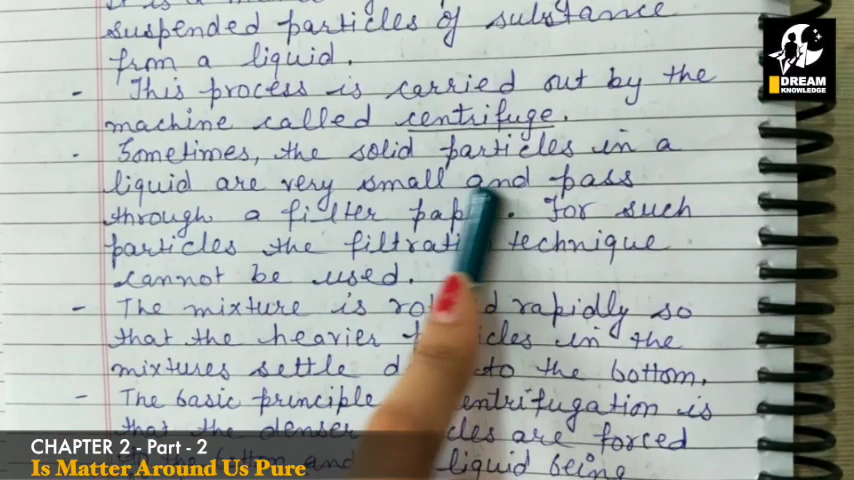 suspended particles of substance
from a liquid.
- This process is carried out by the
machine called centrifuge.
- Sometimes, the solid particles in a
liquid are very small and pass
through a filter pap .  For such
particles the filtrati technique
cannot be used.
- The mixture is rapidly so
that the heavier in the
mixtures settle to the bottom.
- The basic principle is
that the denser are forced
the bottom and liquid being
DREAM
KNOWLEDGE
CHAPTER 2 - Part - 2
Is Matter Around Us Pure